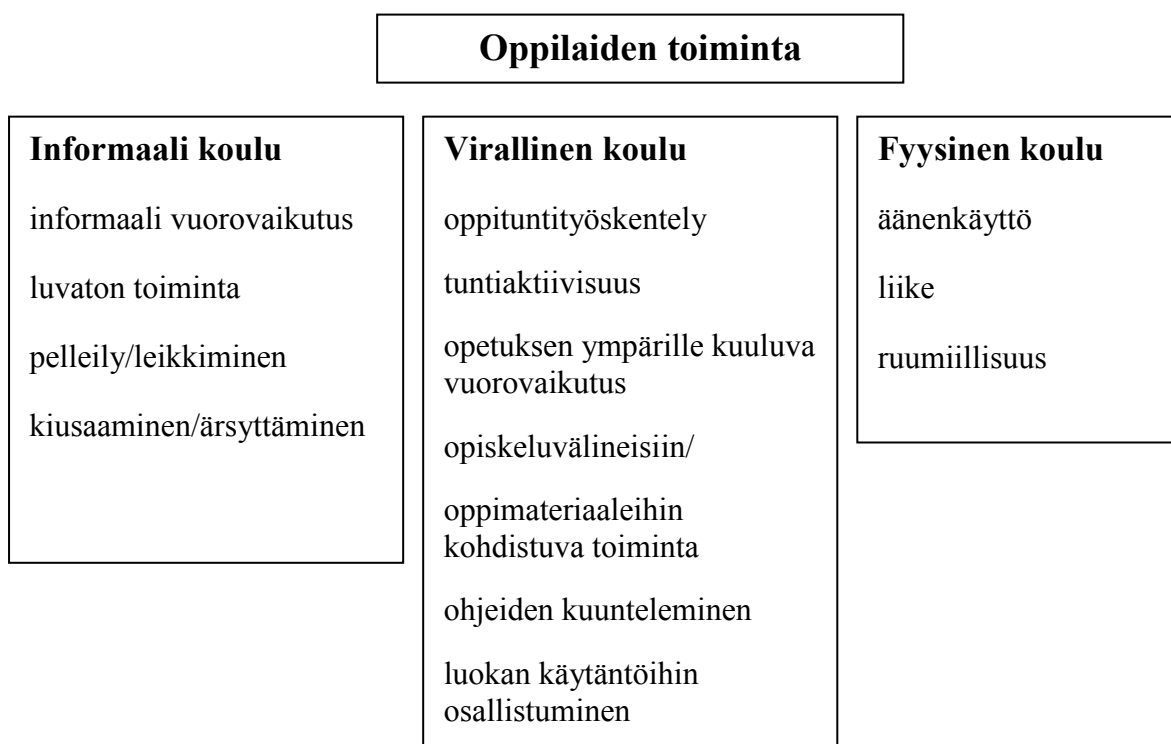 Oppilaiden toiminta
Informaali koulu
informaali vuorovaikutus
luvaton toiminta
pelleily/leikkiminen
kiusaaminen/ärsyttäminen
Virallinen koulu
oppituntityöskentely
tuntiaktiivisuus
opetuksen ympärille kuuluva
vuorovaikutus
opiskeluvälineisiin/
oppimateriaaleihin
kohdistuva toiminta
ohjeiden kuunteleminen
luokan käytäntöihin
osallistuminen
Fyysinen koulu
äänenkäyttö
liike
ruumiillisuus